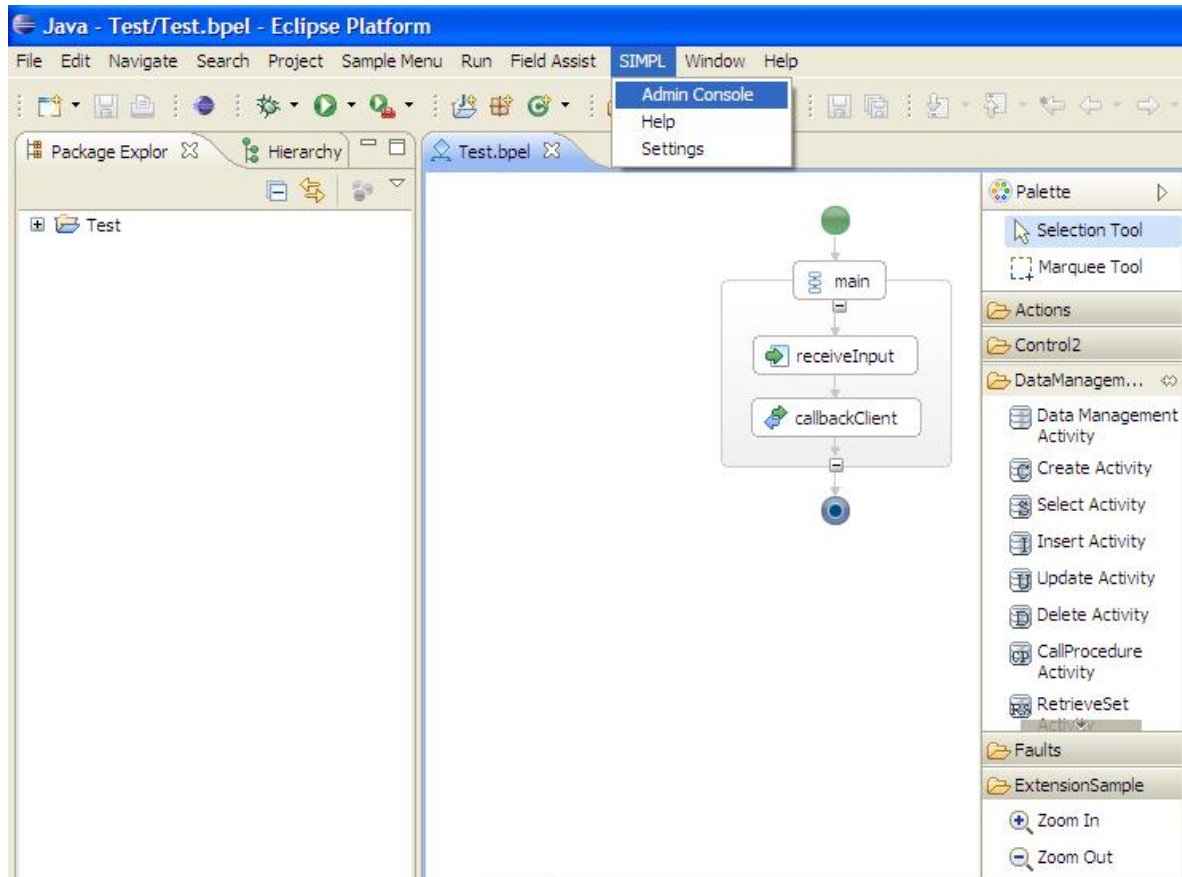 Java - Test/Test.bpel - Eclipse Platform
File Edit Navigate Search Project Sample Menu Run Field Assist SIMPL Window Help
Admin Console
Help
Settings
Package Explor
Hierarchy
Test.bpel
Test
main
receiveInput
callbackClient
Palette
Selection Tool
Marquee Tool
Actions
Control2
DataManagem...
Data Management
Activity
Create Activity
Select Activity
Insert Activity
Update Activity
Delete Activity
CallProcedure
Activity
RetrieveSet
Activity
Faults
ExtensionSample
Zoom In
Zoom Out